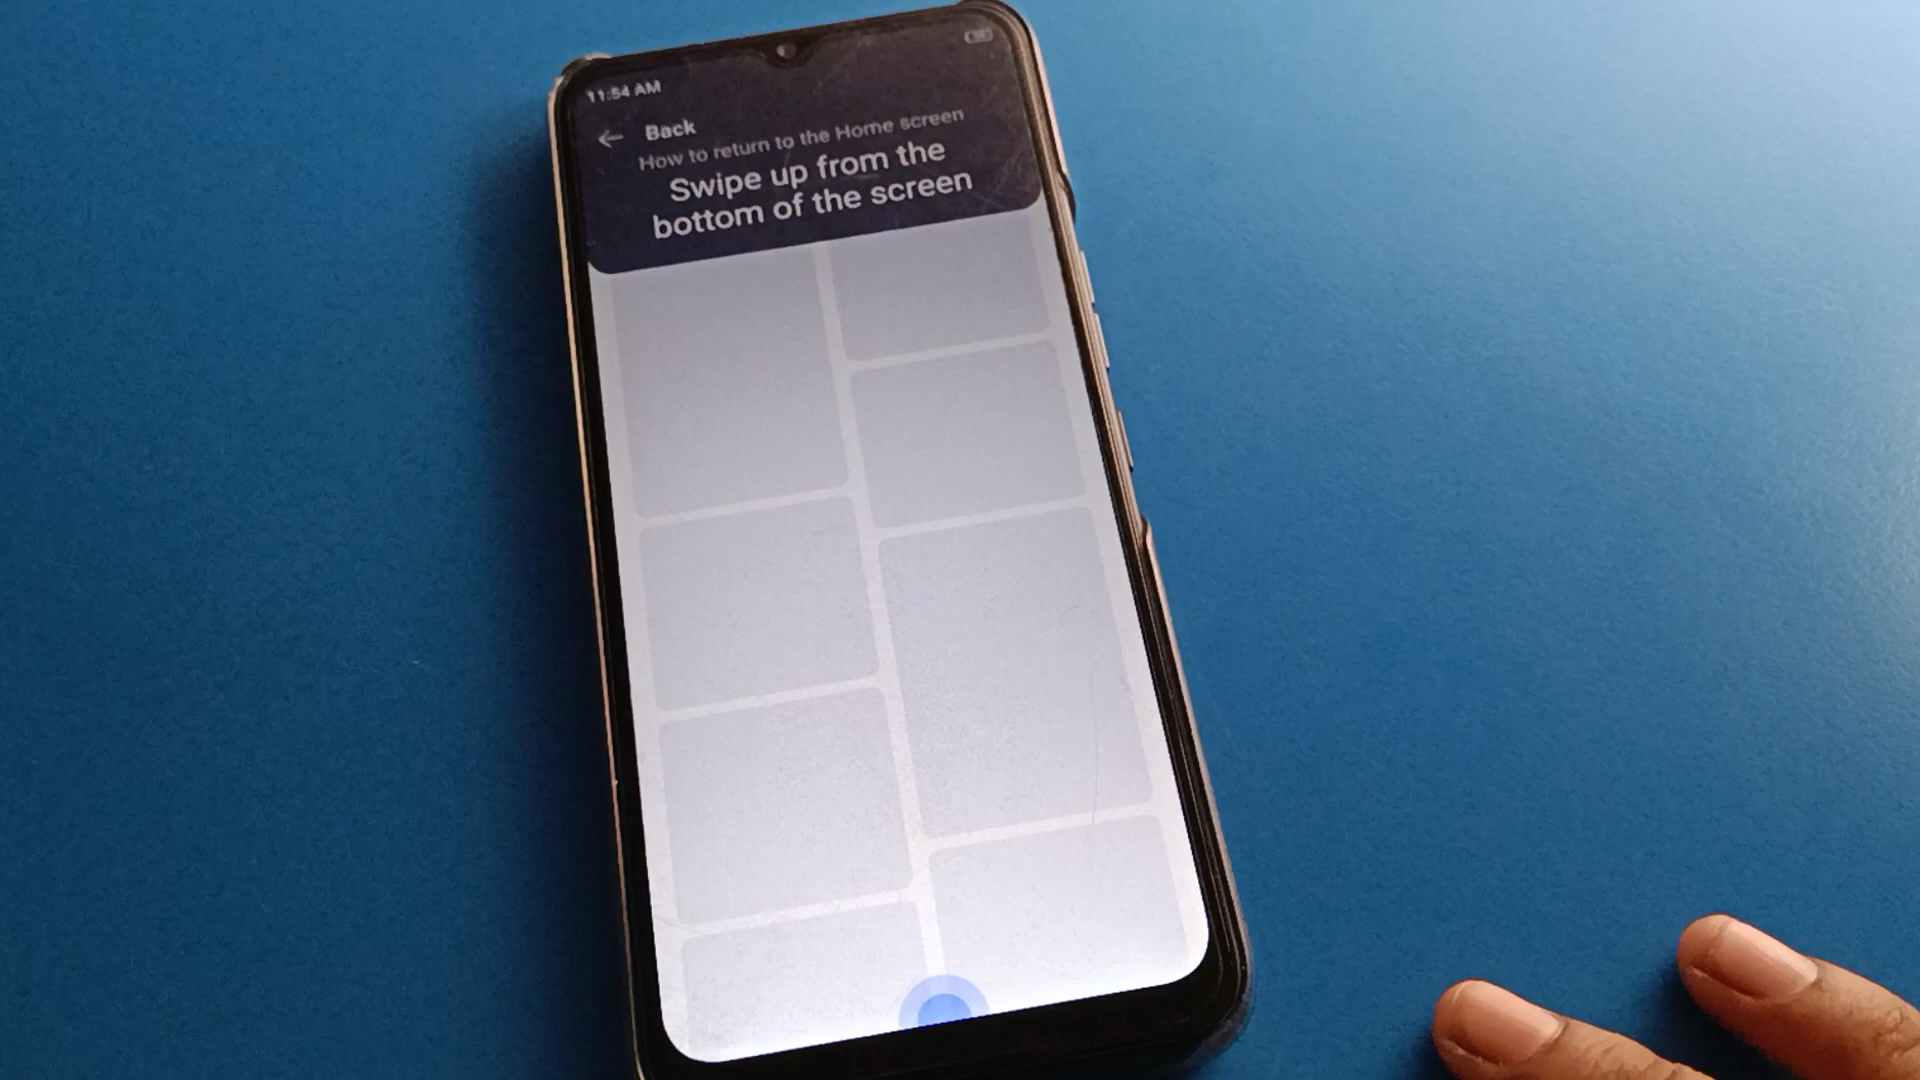 11:54 AM
Back
How to return to the Home screen
Swipe up from the
bottom of the screen